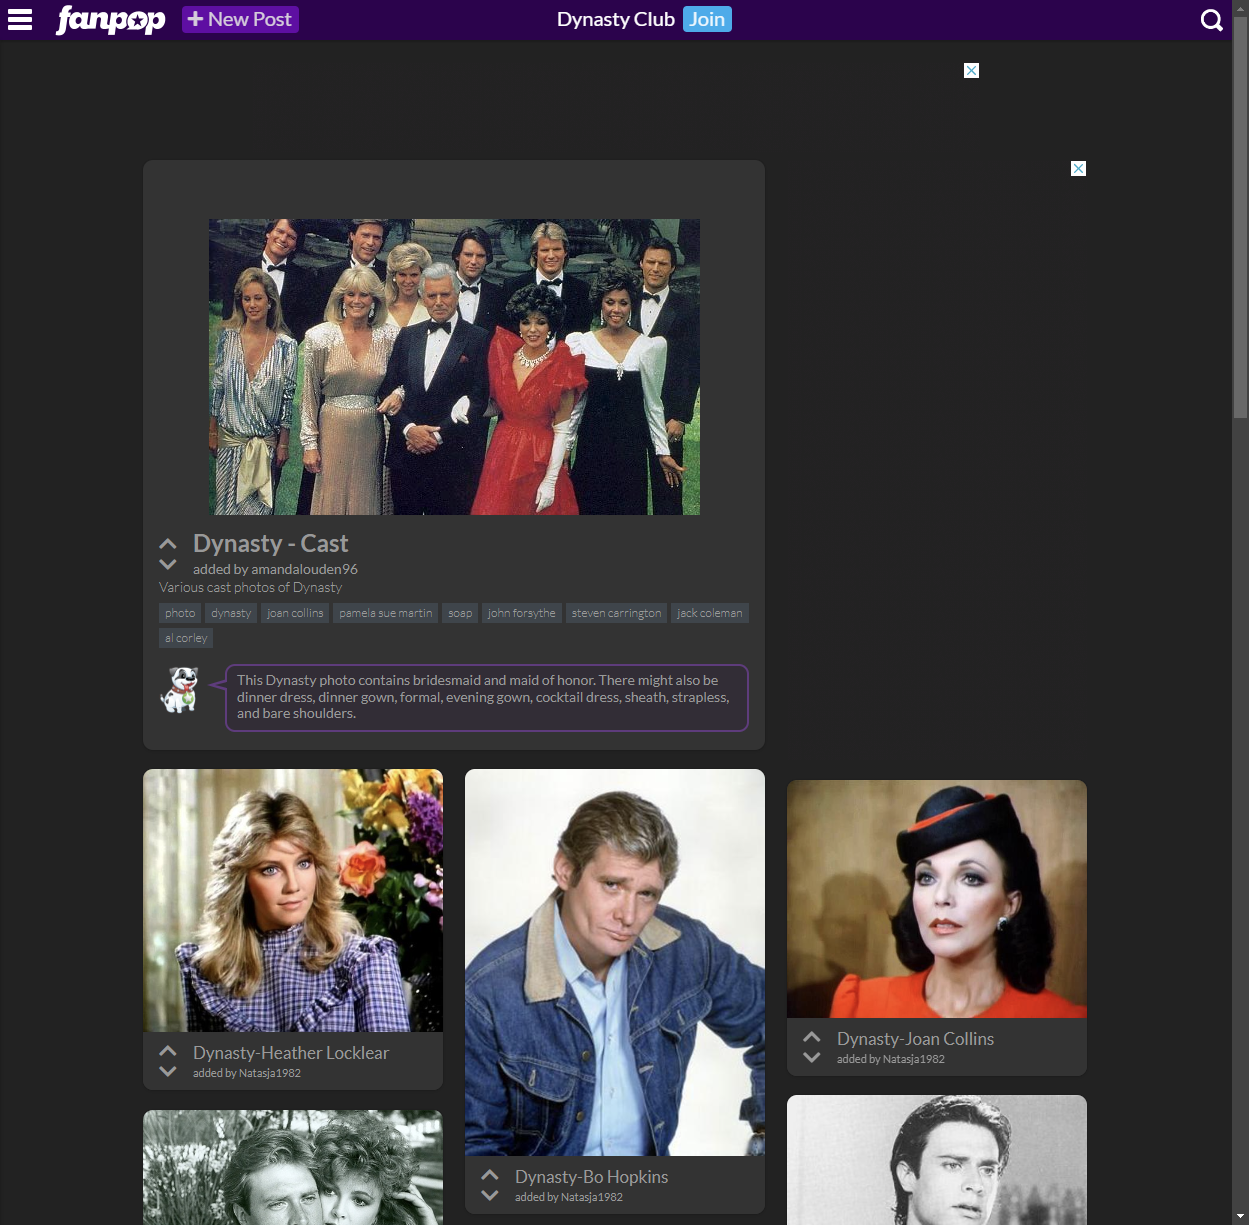 fanpop
+ New Post
Dynasty Club
Join
Dynasty - Cast
added by amandalouden96
Various cast photos of Dynasty
photo dynasty joan collins pamela sue martin soap john forsythe steven carrington jack coleman
al corley
This Dynasty photo contains bridesmaid and maid of honor. There might also be
dinner dress, dinner gown, formal, evening gown, cocktail dress, sheath, strapless,
and bare shoulders.
Dynasty-Heather Locklear
added by Natasja1982
Dynasty-Bo Hopkins
added by Natasja1982
Dynasty-Joan Collins
added by Natasja1982